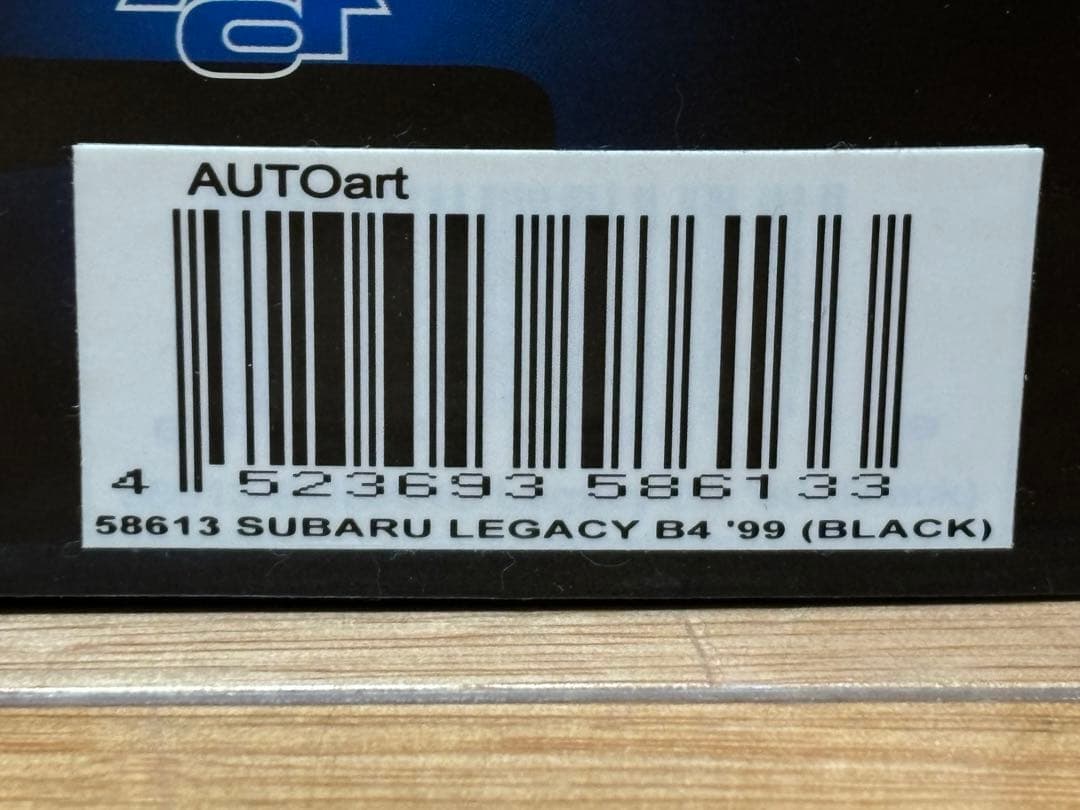 AUTOart
4 523693 586133
58613 SUBARU LEGACY B4 '99 (BLACK)